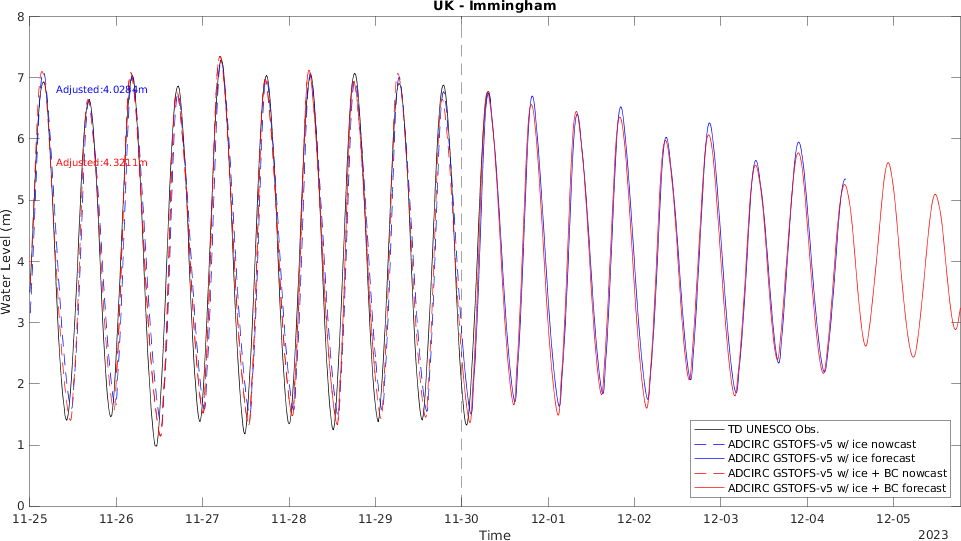 UK - Immingham
8
7
6
5
4
3
2
1
0
Water Level (m)
Adjusted:4.0284m
Adjusted:4.3211m
TD UNESCO Obs.
ADCIRC GSTOFS-v5 w/ ice nowcast
ADCIRC GSTOFS-v5 w/ ice forecast
ADCIRC GSTOFS-v5 w/ ice + BC nowcast
ADCIRC GSTOFS-v5 w/ ice + BC forecast
11-25 11-26 11-27 11-28 11-29 11-30 12-01 12-02 12-03 12-04 12-05
Time
2023